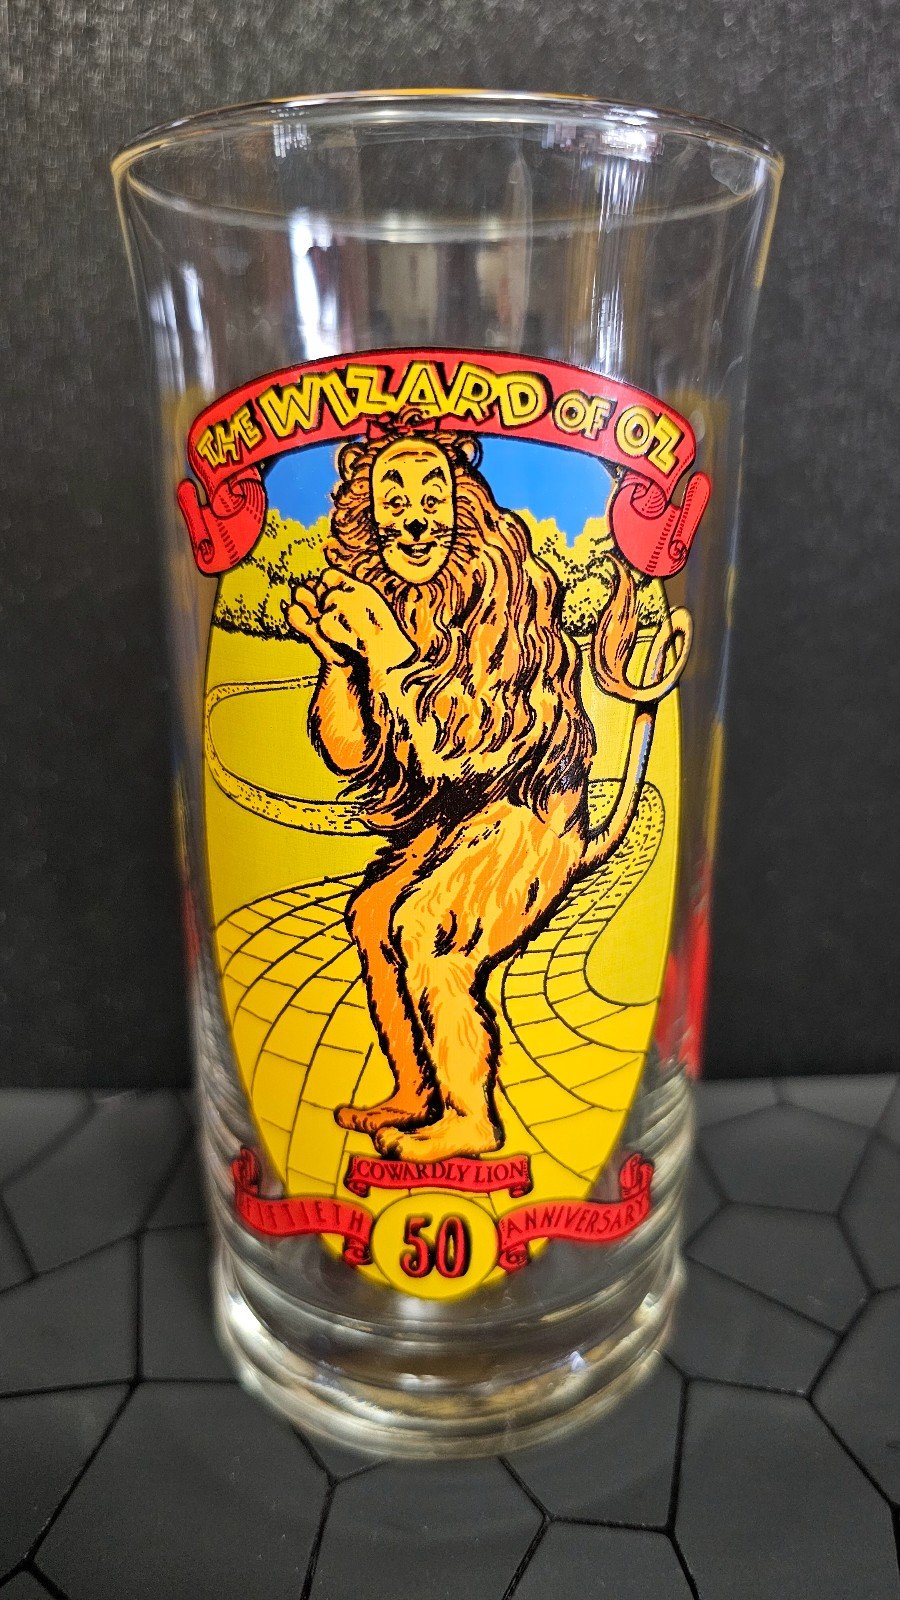 THE WIZARD OF OZ
COWARDLY LION
FIFTIETH 50 ANNIVERSARY